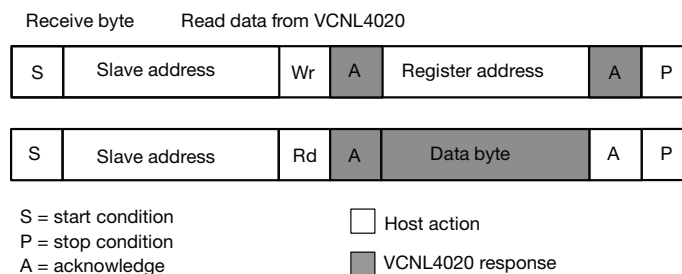 Receive byte Read data from VCNL4020
S Slave address Wr A Register address A P
S Slave address Rd A Data byte A P
S = start condition
P = stop condition
A = acknowledge
Host action
VCNL4020 response